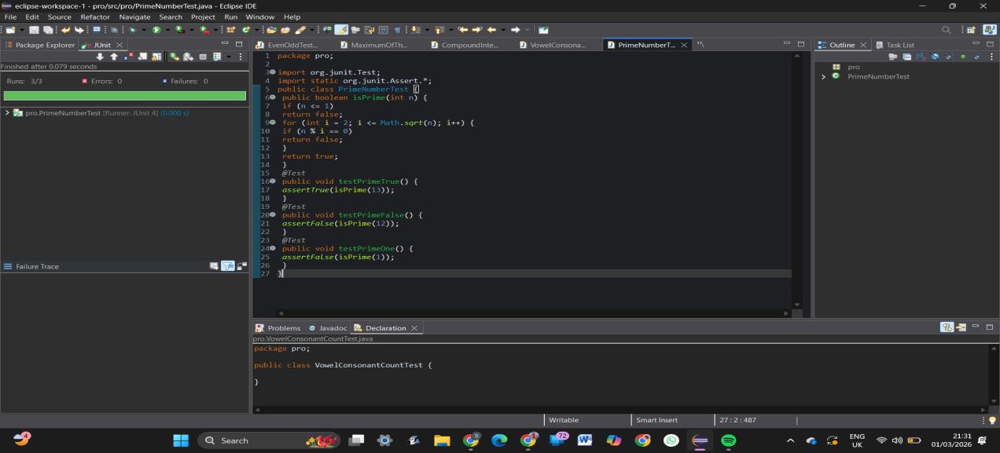 eclipse-workspace-1 - pro/src/pro/PrimeNumberTest.java - Eclipse IDE
File Edit Source Refactor Navigate Search Project Run Window Help
Package Explorer JUnit
Finished after 0.079 seconds
Runs: 3/3 Errors: 0 Failures: 0
pro.PrimeNumberTest [Runner: JUnit 4] (0.000 s)
Failure Trace
EvenOddTest... MaximumOfTh... CompoundInte... VowelConsona... PrimeNumberT...
1 package pro;
2
3 import org.junit.Test;
4 import static org.junit.Assert.*;
5 public class PrimeNumberTest {
6 public boolean isPrime(int n) {
7 if (n <= 1)
8 return false;
9 for (int i = 2; i <= Math.sqrt(n); i++) {
10 if (n % i == 0)
11 return false;
12 }
13 return true;
14 }
15 @Test
16 public void testPrimeTrue() {
17 assertTrue(isPrime(13));
18 }
19 @Test
20 public void testPrimeFalse() {
21 assertFalse(isPrime(12));
22 }
23 @Test
24 public void testPrimeOne() {
25 assertFalse(isPrime(1));
26 }
27 }
Outline Task List
pro
PrimeNumberTest
Problems Javadoc Declaration
pro.VowelConsonantCountTest.java
package pro;
public class VowelConsonantCountTest {
}
Writable Smart Insert 27 : 2 : 487
4
Search
72
ENG
UK
21:31
01/03/2026